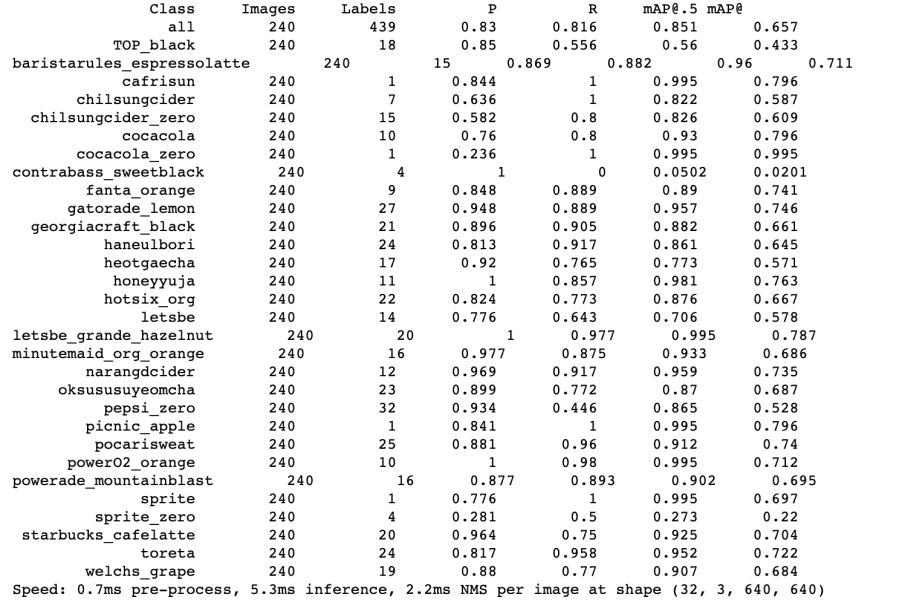 Class Images Labels P R mAP@.5 mAP@
all 240 439 0.83 0.816 0.851 0.657
TOP_black 240 18 0.85 0.556 0.56 0.433
baristarules_espressolatte 240 15 0.869 0.882 0.96 0.711
cafrisun 240 1 0.844 1 0.995 0.796
chilsungcider 240 7 0.636 1 0.822 0.587
chilsungcider_zero 240 15 0.582 0.8 0.826 0.609
cocacola 240 10 0.76 0.8 0.93 0.796
cocacola_zero 240 1 0.236 1 0.995 0.995
contrabass_sweetblack 240 4 1 0 0.0502 0.0201
fanta_orange 240 9 0.848 0.889 0.89 0.741
gatorade_lemon 240 27 0.948 0.889 0.957 0.746
georgiacraft_black 240 21 0.896 0.905 0.882 0.661
haneulbori 240 24 0.813 0.917 0.861 0.645
heotgaecha 240 17 0.92 0.765 0.773 0.571
honeyyuja 240 11 1 0.857 0.981 0.763
hotsix_org 240 22 0.824 0.773 0.876 0.667
letsbe 240 14 0.776 0.643 0.706 0.578
letsbe_grande_hazelnut 240 20 1 0.977 0.995 0.787
minutemaid_org_orange 240 16 0.977 0.875 0.933 0.686
narangdcider 240 12 0.969 0.917 0.959 0.735
oksususuyeomcha 240 23 0.899 0.772 0.87 0.687
pepsi_zero 240 32 0.934 0.446 0.865 0.528
picnic_apple 240 1 0.841 1 0.995 0.796
pocarisweat 240 25 0.881 0.96 0.912 0.74
powerO2_orange 240 10 1 0.98 0.995 0.712
powerade_mountainblast 240 16 0.877 0.893 0.902 0.695
sprite 240 1 0.776 1 0.995 0.697
sprite_zero 240 4 0.281 0.5 0.273 0.22
starbucks_cafelatte 240 20 0.964 0.75 0.925 0.704
toreta 240 24 0.817 0.958 0.952 0.722
welchs_grape 240 19 0.88 0.77 0.907 0.684
Speed: 0.7ms pre-process, 5.3ms inference, 2.2ms NMS per image at shape (32, 3, 640, 640)